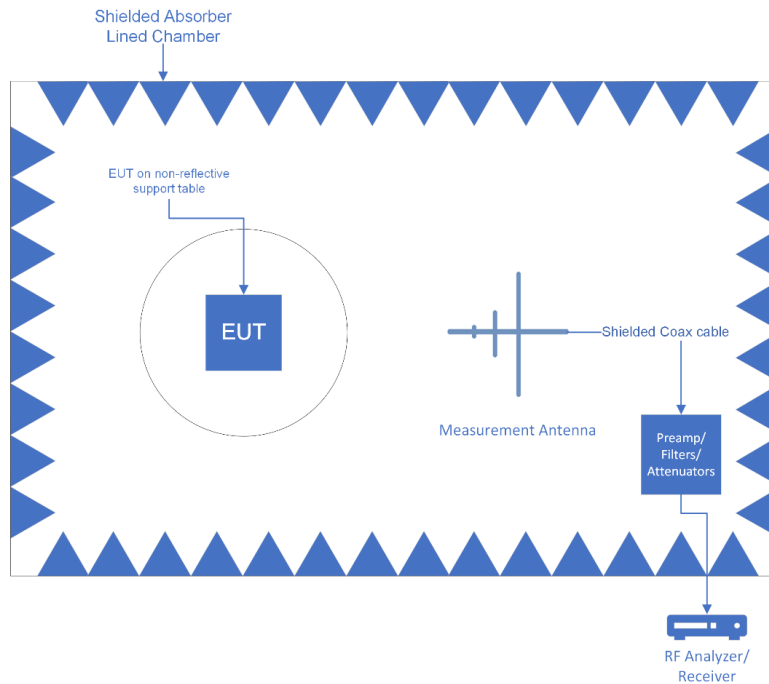 Shielded Absorber
Lined Chamber
EUT on non-reflective
support table
EUT
Shielded Coax cable
Measurement Antenna
Preamp/
Filters/
Attenuators
RF Analyzer/
Receiver